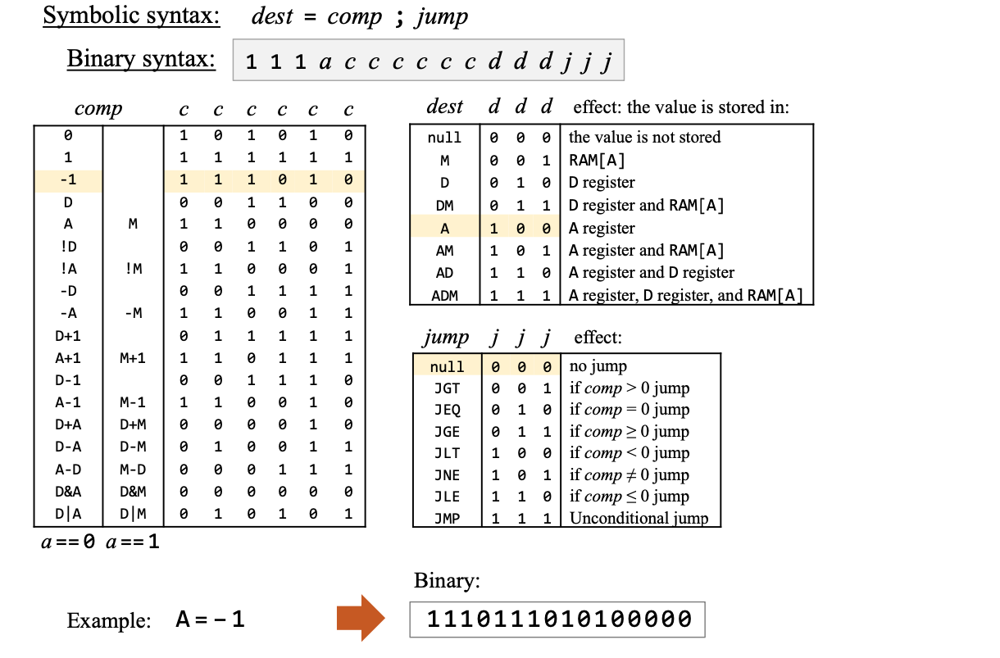 Symbolic syntax: dest = comp ; jump
Binary syntax: 1 1 1 a c c c c c c d d d j j j
comp c c c c c c
0 1 0 1 0 1 0
1 1 1 1 1 1 1
-1 1 1 1 0 1 0
D 0 0 1 1 0 0
A M 1 1 0 0 0 0
!D 0 0 1 1 0 1
!A !M 1 1 0 0 0 1
-D 0 0 1 1 1 1
-A -M 1 1 0 0 1 1
D+1 0 1 1 1 1 1
A+1 M+1 1 1 0 1 1 1
D-1 0 0 1 1 1 0
A-1 M-1 1 1 0 0 1 0
D+A D+M 0 0 0 0 1 0
D-A D-M 0 1 0 0 1 1
A-D M-D 0 0 0 1 1 1
D&A D&M 0 0 0 0 0 0
D|A D|M 0 1 0 1 0 1
a==0 a==1
dest d d d effect: the value is stored in:
null 0 0 0 the value is not stored
M 0 0 1 RAM[A]
D 0 1 0 D register
DM 0 1 1 D register and RAM[A]
A 1 0 0 A register
AM 1 0 1 A register and RAM[A]
AD 1 1 0 A register and D register
ADM 1 1 1 A register, D register, and RAM[A]
jump j j j effect:
null 0 0 0 no jump
JGT 0 0 1 if comp > 0 jump
JEQ 0 1 0 if comp = 0 jump
JGE 0 1 1 if comp ≥ 0 jump
JLT 1 0 0 if comp < 0 jump
JNE 1 0 1 if comp ≠ 0 jump
JLE 1 1 0 if comp ≤ 0 jump
JMP 1 1 1 Unconditional jump
Binary:
Example: A=-1 1110111010100000